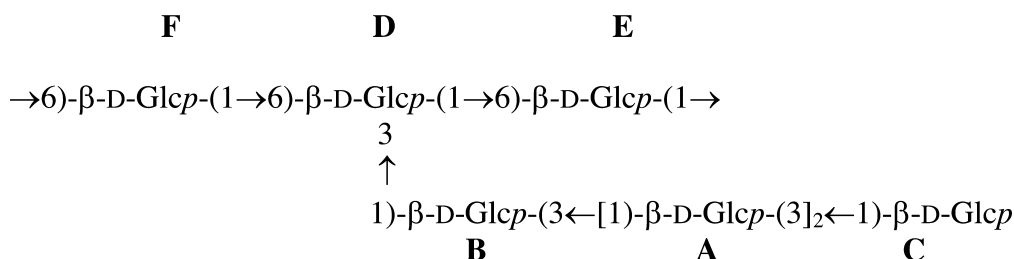 F D E
→6)-β-D-Glcp-(1→6)-β-D-Glcp-(1→6)-β-D-Glcp-(1→
3
↑
1)-β-D-Glcp-(3←[1)-β-D-Glcp-(3]₂←1)-β-D-Glcp
B A C